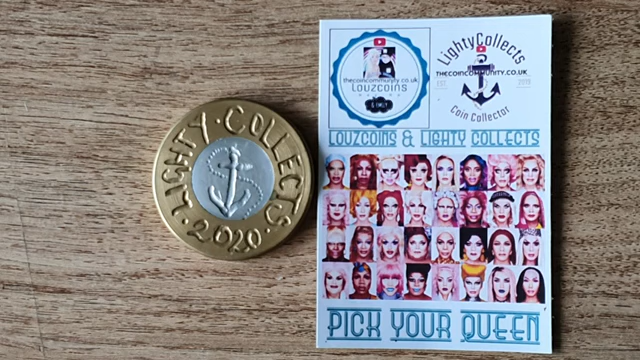 LIGHTY • COLLECTS
• 2020 •
thecoincommunity.co.uk
Louzcoins
& FAMILY
LightyCollects
THECOINCOMMUNITY.CO.UK
Coin Collector
LOUZCOINS & LIGHTY COLLECTS
PICK YOUR QUEEN